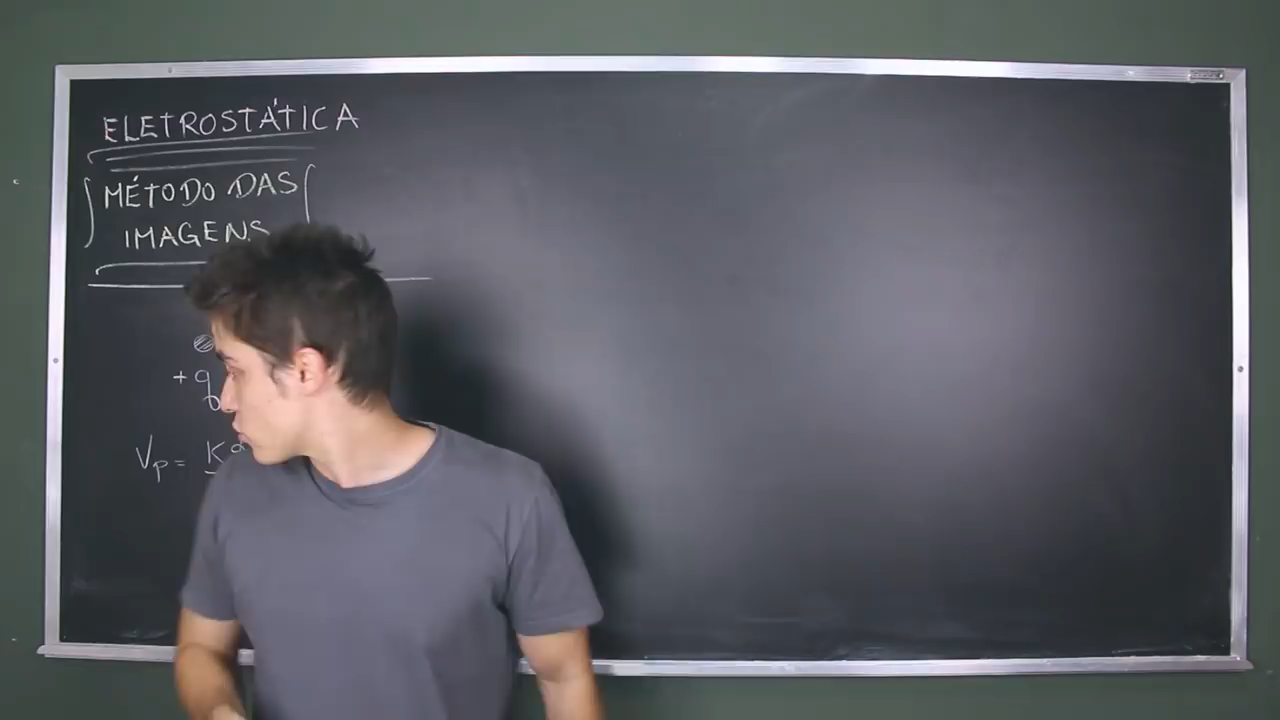 ELETROSTÁTICA
MÉTODO DAS
IMAGENS
+q
Vp = K